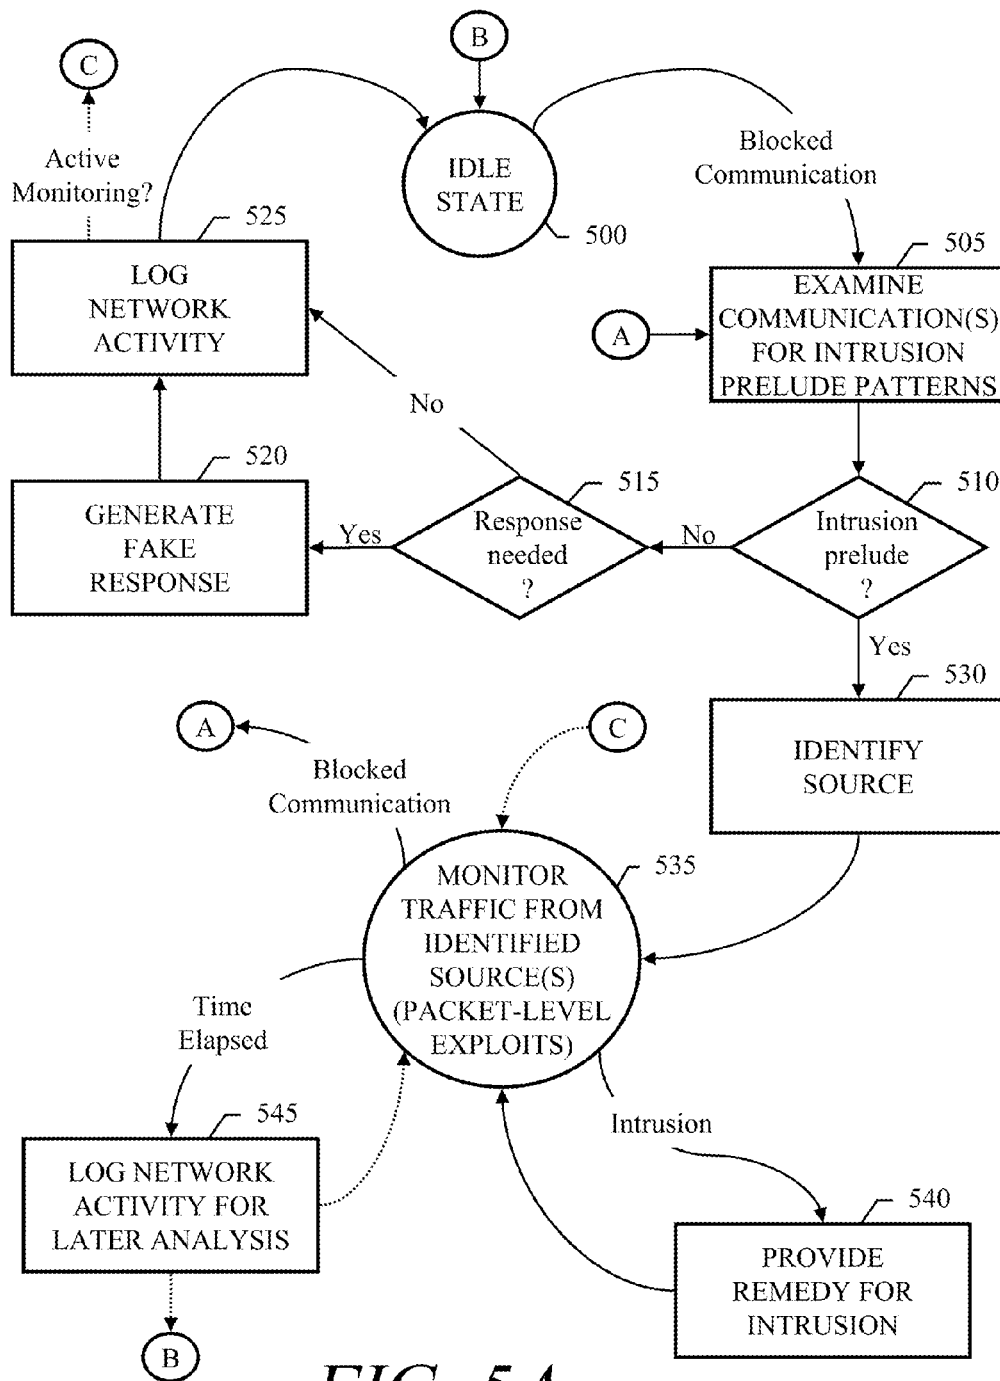 B
C
IDLE
STATE
500
Blocked
Communication
Active
Monitoring?
525
LOG
NETWORK
ACTIVITY
505
EXAMINE
COMMUNICATION(S)
FOR INTRUSION
PRELUDE PATTERNS
A
No
520
GENERATE
FAKE
RESPONSE
Yes
515
Response
needed
?
No
510
Intrusion
prelude
?
Yes
530
IDENTIFY
SOURCE
A
C
Blocked
Communication
535
MONITOR
TRAFFIC FROM
IDENTIFIED
SOURCE(S)
(PACKET-LEVEL
EXPLOITS)
Time
Elapsed
Intrusion
545
LOG NETWORK
ACTIVITY FOR
LATER ANALYSIS
540
PROVIDE
REMEDY FOR
INTRUSION
B
FIG. 5A